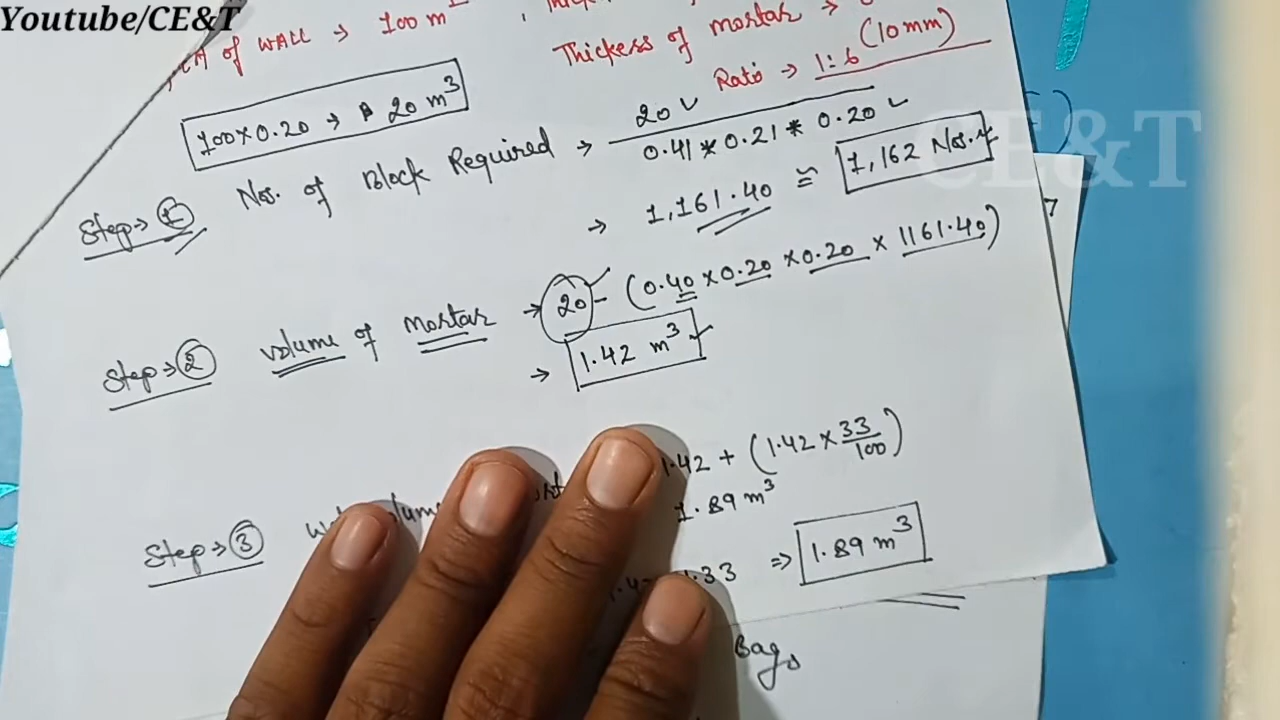 Youtube/CE&T
of WALL → 100 m
Thickess of mortar →
Ratio → 1:6 (10mm)
100×0.20 → 20 m³
CE&T
Step→ ① Nos. of Block Required → 20 / 0.41 * 0.21 * 0.20
→ 1,161.40 ≅ 1,162 Nos.
Step→② volume of mortar → 20 - (0.40 ×0.20 ×0.20 × 1161.40)
→ 1.42 m³
Step→③ 1.42 + (1.42 × 33/100)
1.89 m³
1.33 ⇒ 1.89 m³
Bags